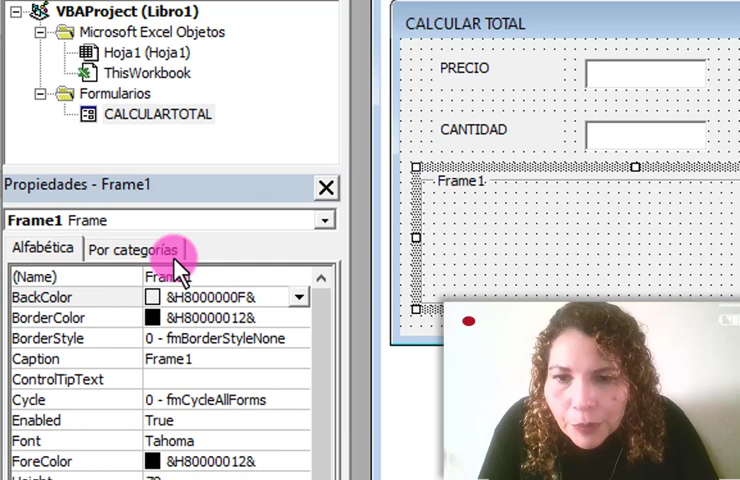 VBAProject (Libro1)
Microsoft Excel Objetos
Hoja1 (Hoja1)
ThisWorkbook
Formularios
CALCULARTOTAL
Propiedades - Frame1
Frame1 Frame
Alfabética
Por categorías
(Name) Frame1
BackColor &H8000000F&
BorderColor &H80000012&
BorderStyle 0 - fmBorderStyleNone
Caption Frame1
ControlTipText
Cycle 0 - fmCycleAllForms
Enabled True
Font Tahoma
ForeColor &H80000012&
CALCULAR TOTAL
PRECIO
CANTIDAD
Frame1